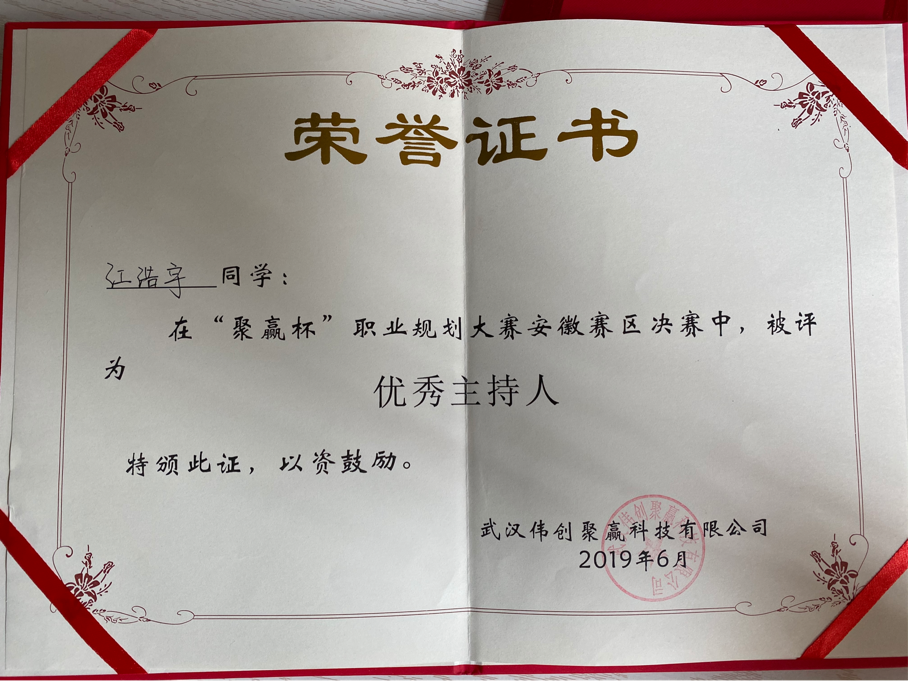 荣誉证书
江浩宇 同学：
在“聚赢杯”职业规划大赛安徽赛区决赛中，被评
为
优秀主持人
特颁此证，以资鼓励。
武汉伟创聚赢科技有限公司
2019年6月